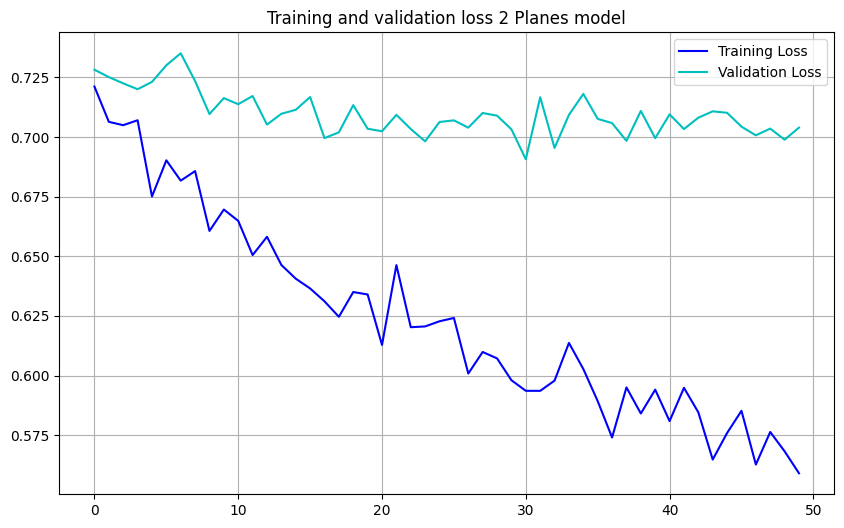 Training and validation loss 2 Planes model
Training Loss
Validation Loss
0.725
0.700
0.675
0.650
0.625
0.600
0.575
0 10 20 30 40 50